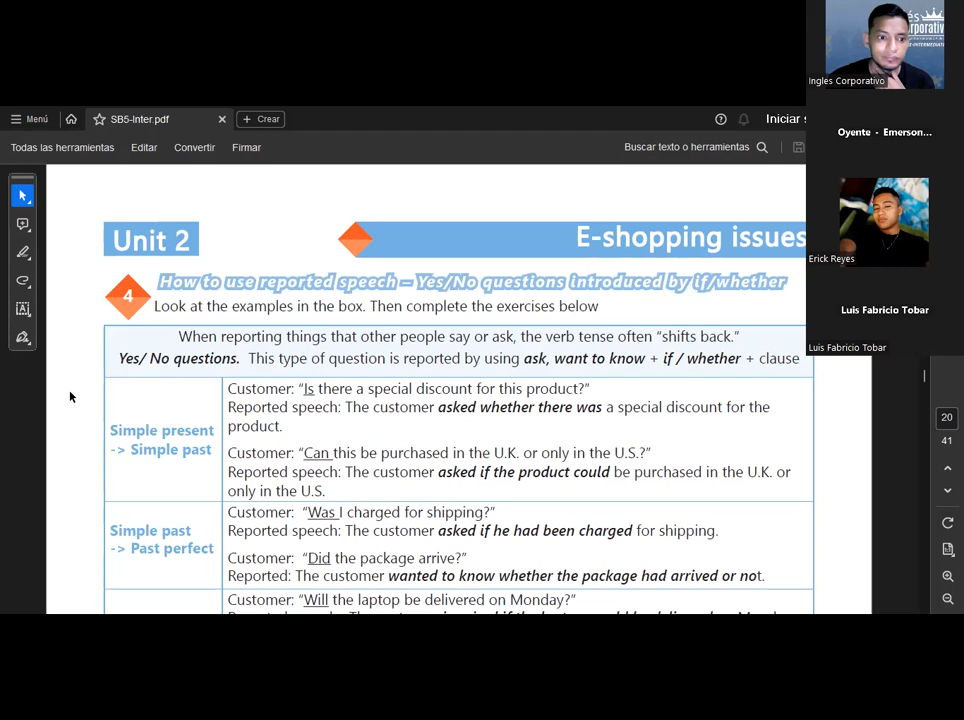 Menú
SB5-Inter.pdf
Crear
Iniciar s
Todas las herramientas
Editar
Convertir
Firmar
Buscar texto o herramientas
Unit 2
E-shopping issues
4
How to use reported speech – Yes/No questions introduced by if/whether
Look at the examples in the box. Then complete the exercises below
When reporting things that other people say or ask, the verb tense often “shifts back.”
Yes/ No questions. This type of question is reported by using ask, want to know + if / whether + clause
Simple present
-> Simple past
Customer: “Is there a special discount for this product?”
Reported speech: The customer asked whether there was a special discount for the
product.
Customer: “Can this be purchased in the U.K. or only in the U.S.?”
Reported speech: The customer asked if the product could be purchased in the U.K. or
only in the U.S.
Simple past
-> Past perfect
Customer: “Was I charged for shipping?”
Reported speech: The customer asked if he had been charged for shipping.
Customer: “Did the package arrive?”
Reported: The customer wanted to know whether the package had arrived or not.
Customer: “Will the laptop be delivered on Monday?”
20
41
Ingles Corporativo
Oyente - Emerson...
Erick Reyes
Luis Fabricio Tobar
Luis Fabricio Tobar